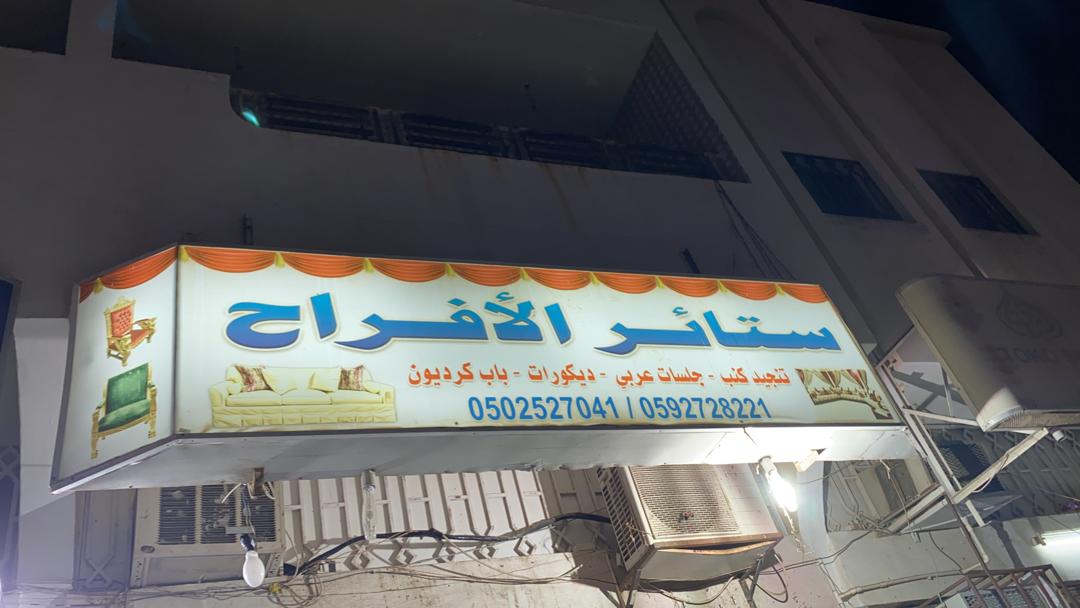 ستائر الأفراح
تنجيد كنب - جلسات عربي - ديكورات - باب كرديون
0502527041 / 0592728221